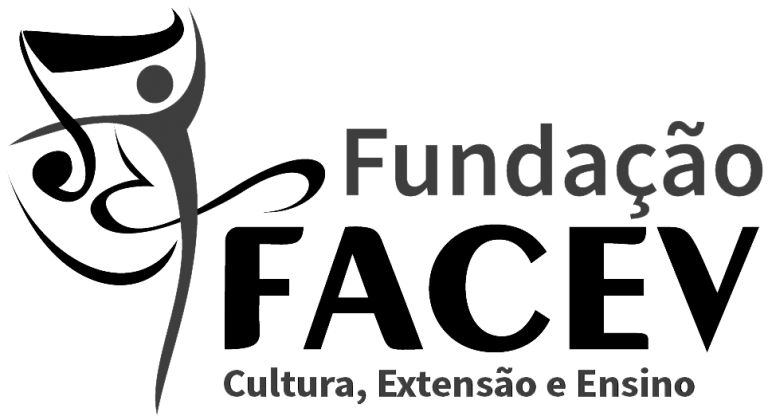 Fundação
FACEV
Cultura, Extensão e Ensino